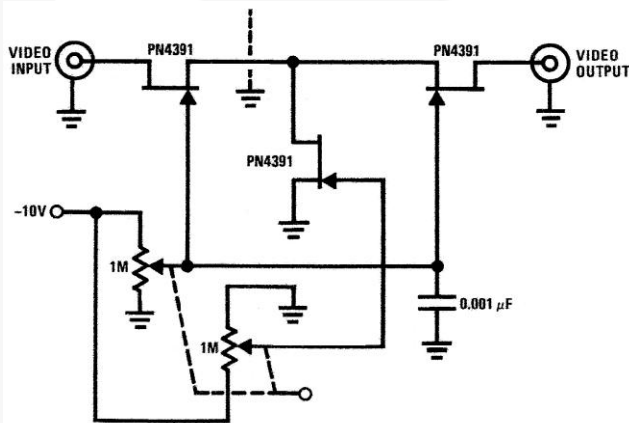 VIDEO
INPUT
PN4391
PN4391
VIDEO
OUTPUT
PN4391
–10V
1M
0.001 μF
1M